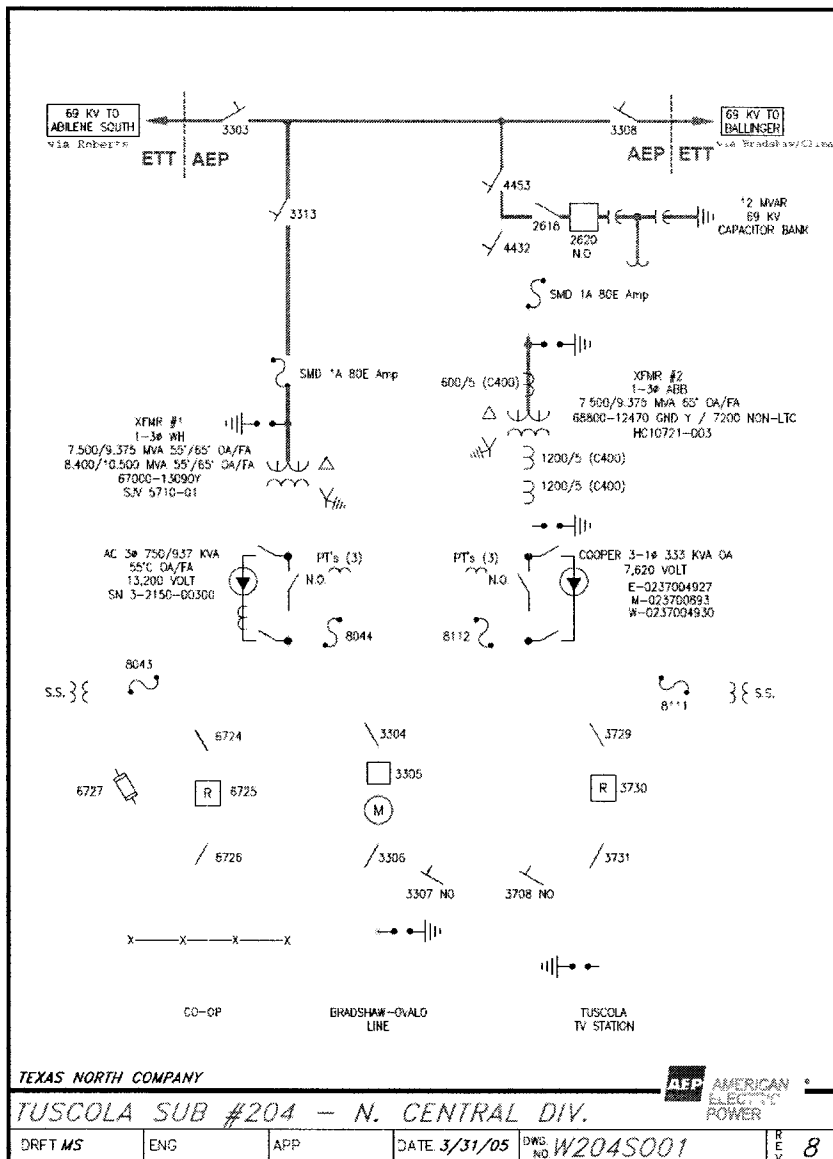 69 KV TO
ABILENE SOUTH
via Roberts
ETT AEP
3303
3308
69 KV TO
BALLINGER
AEP ETT
3313
4453
2618
2620
N.O
4432
12 MVAR
69 KV
CAPACITOR BANK
SMD 1A 80E Amp
SMD 1A 80E Amp
600/5 (C400)
XFMR #1
1-3ø WH
7.500/9.375 MVA 55°/65° OA/FA
8.400/10.500 MVA 55°/65° OA/FA
67000-13090Y
SJV 5710-01
XFMR #2
1-3ø ABB
7.500/9.375 MVA 65° OA/FA
68800-12470 GND Y / 7200 NON-LTC
HC10721-003
1200/5 (C400)
1200/5 (C400)
AC 3ø 750/937 KVA
55°C OA/FA
13,200 VOLT
SN 3-2150-00300
N.O.
PT's (3)
8044
PT's (3)
N.O.
8112
COOPER 3-1ø 333 KVA OA
7,620 VOLT
E-0237004927
M-023700693
W-0237004930
S.S.
8043
8111
S.S.
6724
6725
R
6726
6727
3304
3305
M
3306
3307 NO
3729
R
3730
3731
3708 NO
X X X X
CO-OP
BRADSHAW-OVALO
LINE
TUSCOLA
TV STATION
TEXAS NORTH COMPANY
AEP AMERICAN
ELECTRIC
POWER
TUSCOLA SUB #204 - N. CENTRAL DIV.
DRFT MS ENG APP DATE 3/31/05 DWG. NO. W204S001 REV 8